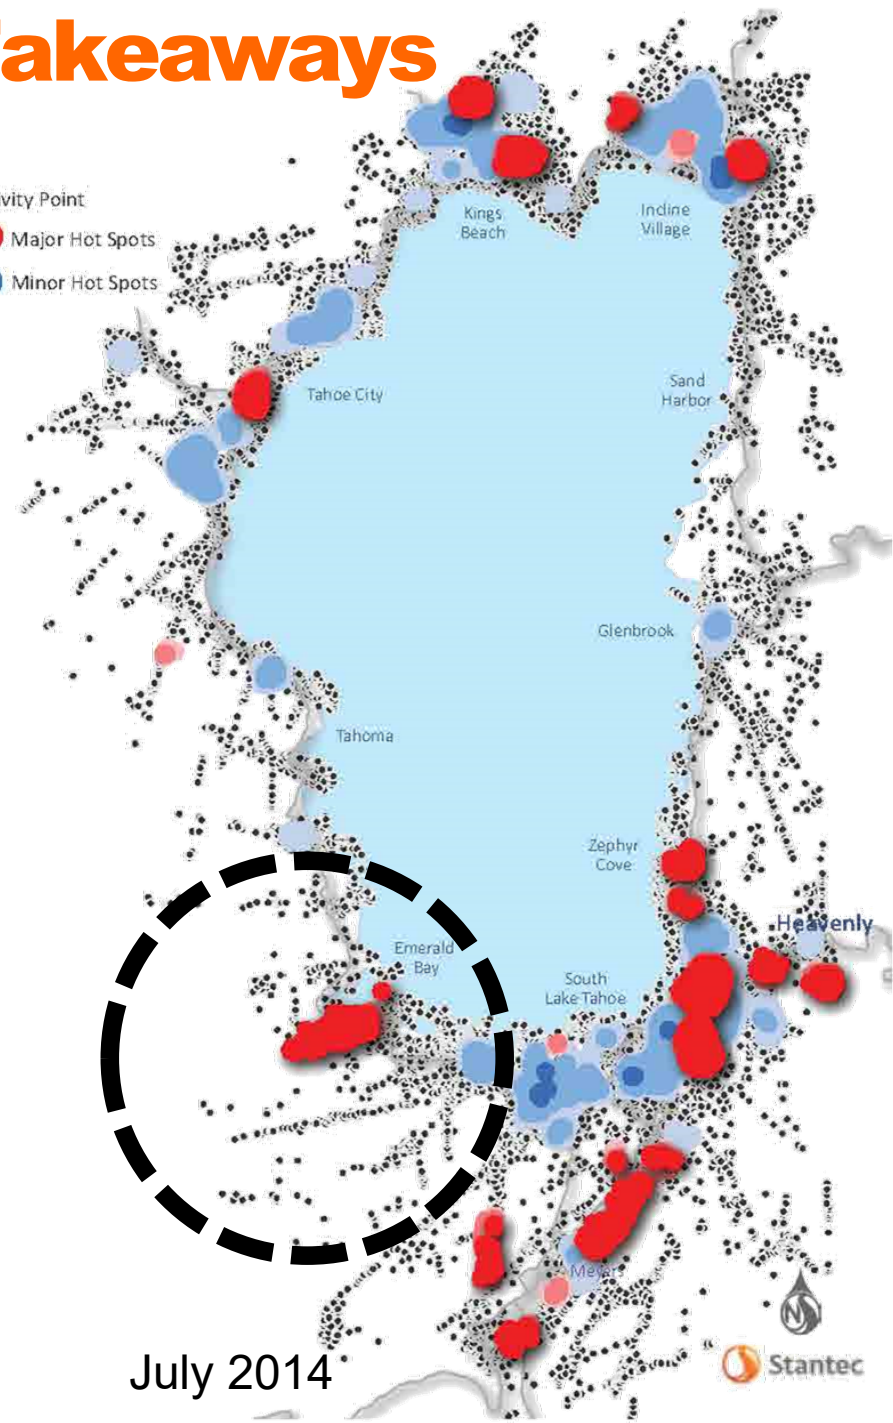 akeaways
vity Point
Major Hot Spots
Minor Hot Spots
Kings
Beach
Incline
Village
Tahoe City
Sand
Harbor
Glenbrook
Tahoma
Zephyr
Cove
Heavenly
Emerald
Bay
South
Lake Tahoe
Meyers
N
July 2014
Stantec